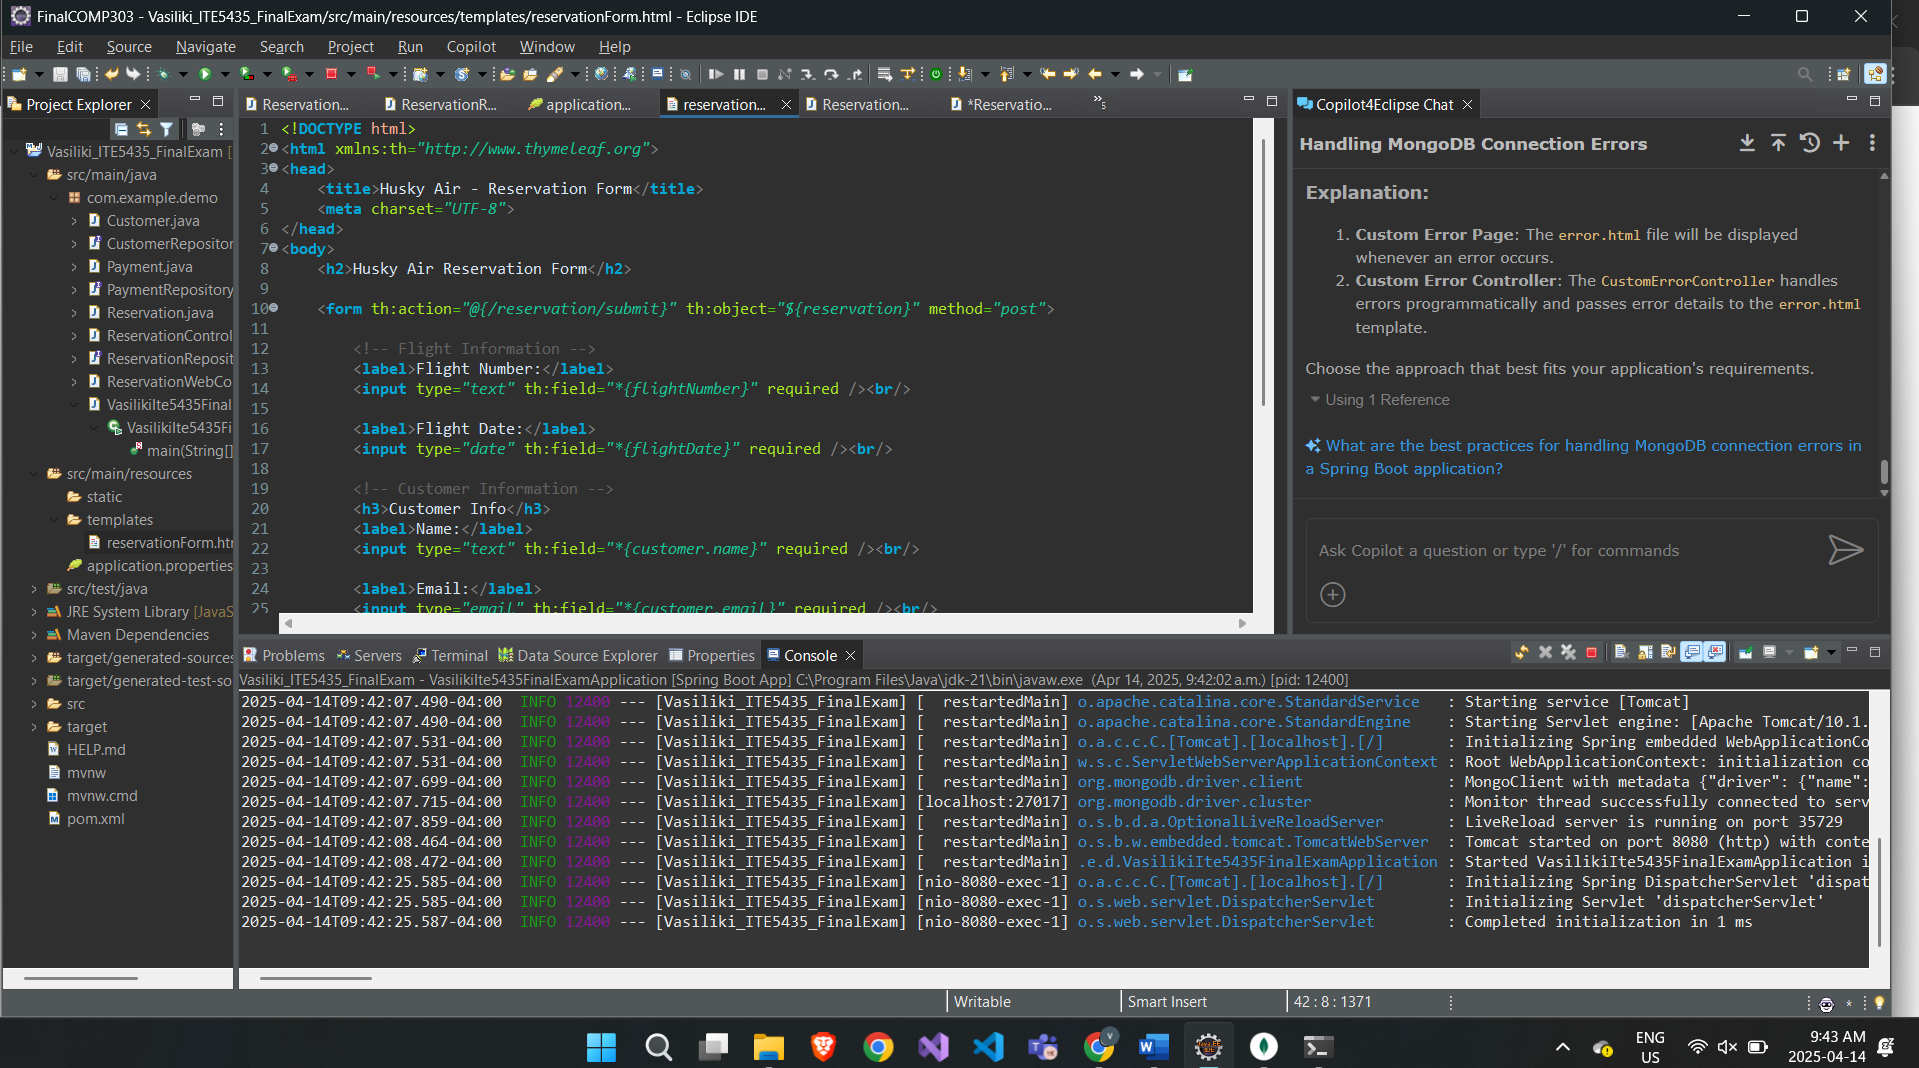 FinalCOMP303 - Vasiliki_ITE5435_FinalExam/src/main/resources/templates/reservationForm.html - Eclipse IDE
File Edit Source Navigate Search Project Run Copilot Window Help
Project Explorer
Vasiliki_ITE5435_FinalExam [
src/main/java
com.example.demo
Customer.java
CustomerRepositor
Payment.java
PaymentRepository
Reservation.java
ReservationControl
ReservationReposit
ReservationWebCo
VasilikiIte5435Final
VasilikiIte5435Fi
main(String[]
src/main/resources
static
templates
reservationForm.htm
application.properties
src/test/java
JRE System Library [JavaS
Maven Dependencies
target/generated-sources
target/generated-test-so
src
target
HELP.md
mvnw
mvnw.cmd
pom.xml
Reservation... ReservationR... application... reservation... Reservation... *Reservatio... »5
1 <!DOCTYPE html>
2 <html xmlns:th="http://www.thymeleaf.org">
3 <head>
4 <title>Husky Air - Reservation Form</title>
5 <meta charset="UTF-8">
6 </head>
7 <body>
8 <h2>Husky Air Reservation Form</h2>
9
10 <form th:action="@{/reservation/submit}" th:object="${reservation}" method="post">
11
12 <!-- Flight Information -->
13 <label>Flight Number:</label>
14 <input type="text" th:field="*{flightNumber}" required /><br/>
15
16 <label>Flight Date:</label>
17 <input type="date" th:field="*{flightDate}" required /><br/>
18
19 <!-- Customer Information -->
20 <h3>Customer Info</h3>
21 <label>Name:</label>
22 <input type="text" th:field="*{customer.name}" required /><br/>
23
24 <label>Email:</label>
25 <input type="email" th:field="*{customer.email}" required /><br/>
Copilot4Eclipse Chat
Handling MongoDB Connection Errors
Explanation:
1. Custom Error Page: The error.html file will be displayed
whenever an error occurs.
2. Custom Error Controller: The CustomErrorController handles
errors programmatically and passes error details to the error.html
template.
Choose the approach that best fits your application's requirements.
Using 1 Reference
What are the best practices for handling MongoDB connection errors in
a Spring Boot application?
Ask Copilot a question or type '/' for commands
Problems Servers Terminal Data Source Explorer Properties Console
Vasiliki_ITE5435_FinalExam - VasilikiIte5435FinalExamApplication [Spring Boot App] C:\Program Files\Java\jdk-21\bin\javaw.exe (Apr 14, 2025, 9:42:02 a.m.) [pid: 12400]
2025-04-14T09:42:07.490-04:00 INFO 12400 --- [Vasiliki_ITE5435_FinalExam] [ restartedMain] o.apache.catalina.core.StandardService : Starting service [Tomcat]
2025-04-14T09:42:07.490-04:00 INFO 12400 --- [Vasiliki_ITE5435_FinalExam] [ restartedMain] o.apache.catalina.core.StandardEngine : Starting Servlet engine: [Apache Tomcat/10.1.
2025-04-14T09:42:07.531-04:00 INFO 12400 --- [Vasiliki_ITE5435_FinalExam] [ restartedMain] o.a.c.c.C.[Tomcat].[localhost].[/] : Initializing Spring embedded WebApplicationCo
2025-04-14T09:42:07.531-04:00 INFO 12400 --- [Vasiliki_ITE5435_FinalExam] [ restartedMain] w.s.c.ServletWebServerApplicationContext : Root WebApplicationContext: initialization co
2025-04-14T09:42:07.699-04:00 INFO 12400 --- [Vasiliki_ITE5435_FinalExam] [ restartedMain] org.mongodb.driver.client : MongoClient with metadata {"driver": {"name":
2025-04-14T09:42:07.715-04:00 INFO 12400 --- [Vasiliki_ITE5435_FinalExam] [localhost:27017] org.mongodb.driver.cluster : Monitor thread successfully connected to serv
2025-04-14T09:42:07.859-04:00 INFO 12400 --- [Vasiliki_ITE5435_FinalExam] [ restartedMain] o.s.b.d.a.OptionalLiveReloadServer : LiveReload server is running on port 35729
2025-04-14T09:42:08.464-04:00 INFO 12400 --- [Vasiliki_ITE5435_FinalExam] [ restartedMain] o.s.b.w.embedded.tomcat.TomcatWebServer : Tomcat started on port 8080 (http) with conte
2025-04-14T09:42:08.472-04:00 INFO 12400 --- [Vasiliki_ITE5435_FinalExam] [ restartedMain] .e.d.VasilikiIte5435FinalExamApplication : Started VasilikiIte5435FinalExamApplication i
2025-04-14T09:42:25.585-04:00 INFO 12400 --- [Vasiliki_ITE5435_FinalExam] [nio-8080-exec-1] o.a.c.c.C.[Tomcat].[localhost].[/] : Initializing Spring DispatcherServlet 'dispat
2025-04-14T09:42:25.585-04:00 INFO 12400 --- [Vasiliki_ITE5435_FinalExam] [nio-8080-exec-1] o.s.web.servlet.DispatcherServlet : Initializing Servlet 'dispatcherServlet'
2025-04-14T09:42:25.587-04:00 INFO 12400 --- [Vasiliki_ITE5435_FinalExam] [nio-8080-exec-1] o.s.web.servlet.DispatcherServlet : Completed initialization in 1 ms
Writable Smart Insert 42 : 8 : 1371
ENG
US
9:43 AM
2025-04-14